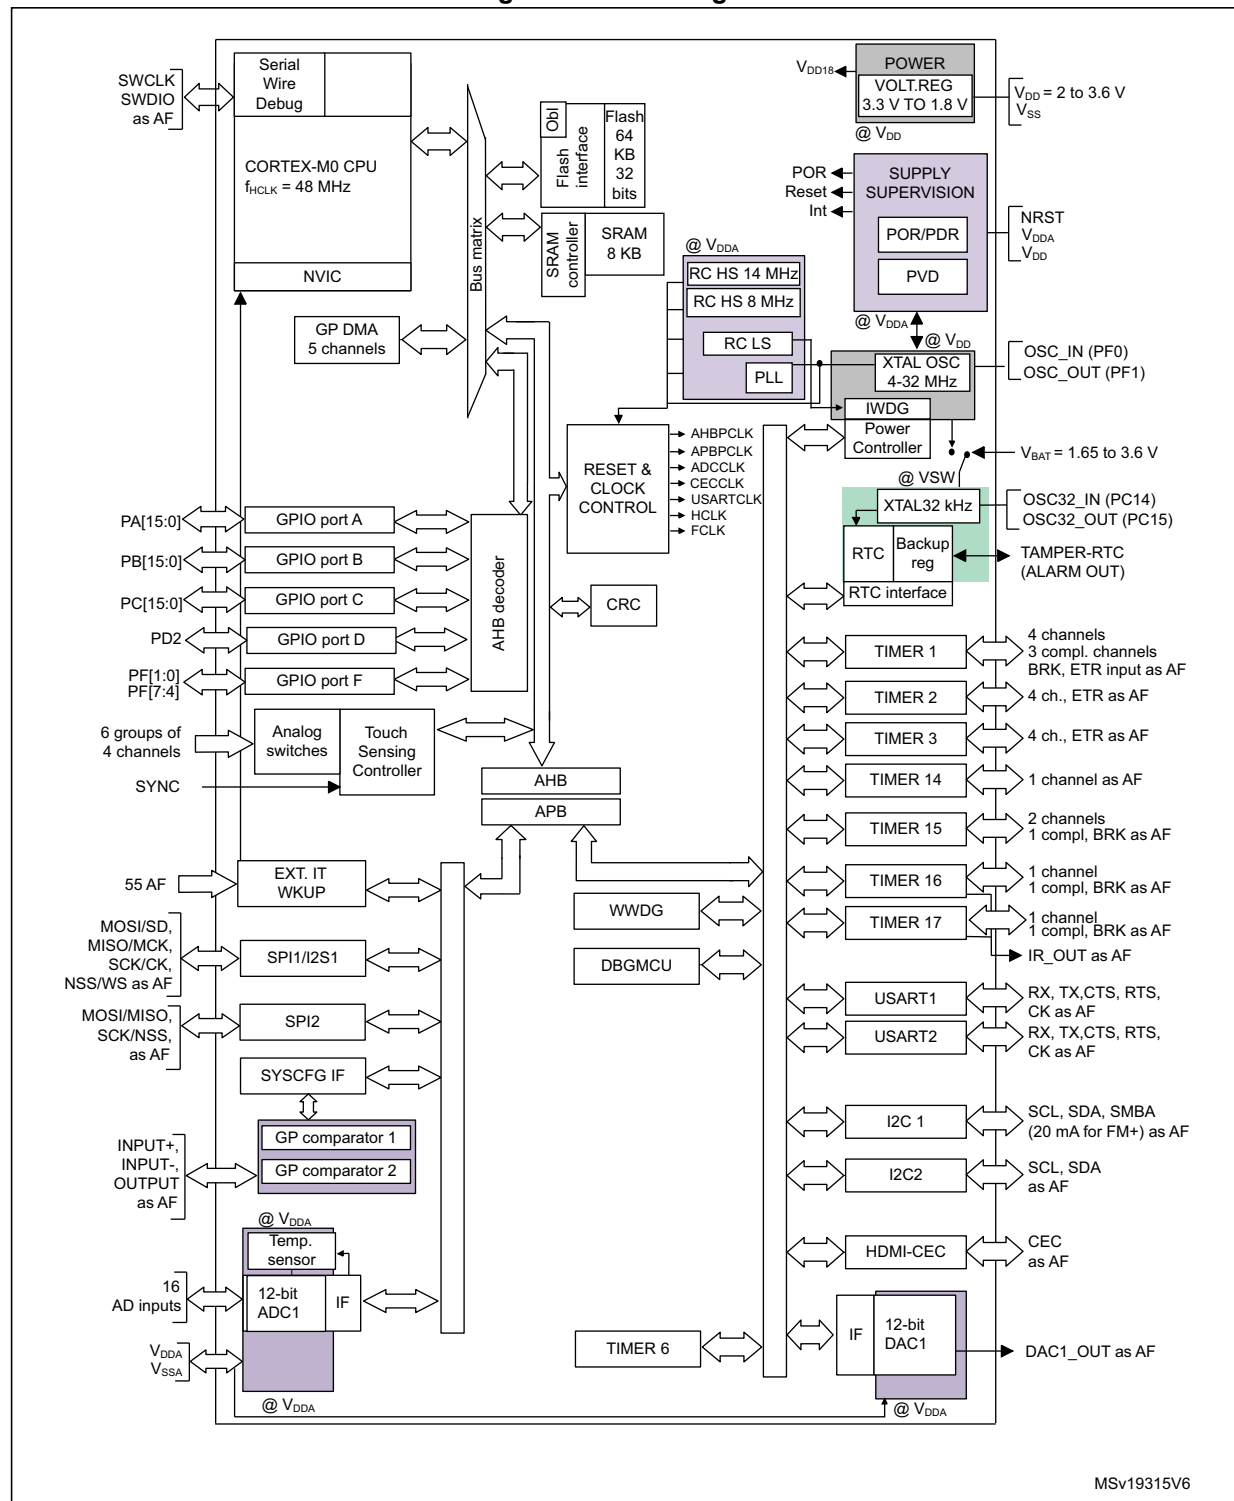 SWCLK
SWDIO
as AF
Serial
Wire
Debug
CORTEX-M0 CPU
fHCLK = 48 MHz
NVIC
GP DMA
5 channels
Bus matrix
Obl
Flash
interface
Flash
64
KB
32
bits
SRAM
controller
SRAM
8 KB
VDD18
POWER
VOLT.REG
3.3 V TO 1.8 V
@ VDD
VDD = 2 to 3.6 V
VSS
POR
Reset
Int
SUPPLY
SUPERVISION
POR/PDR
PVD
NRST
VDDA
VDD
@ VDDA
@ VDDA
RC HS 14 MHz
RC HS 8 MHz
RC LS
PLL
@ VDD
XTAL OSC
4-32 MHz
OSC_IN (PF0)
OSC_OUT (PF1)
IWDG
Power
Controller
VBAT = 1.65 to 3.6 V
@ VSW
RESET &
CLOCK
CONTROL
AHBPCLK
APBPCLK
ADCCLK
CECCLK
USARTCLK
HCLK
FCLK
XTAL32 kHz
OSC32_IN (PC14)
OSC32_OUT (PC15)
RTC
Backup
reg
RTC interface
TAMPER-RTC
(ALARM OUT)
PA[15:0]
GPIO port A
PB[15:0]
GPIO port B
PC[15:0]
GPIO port C
PD2
GPIO port D
PF[1:0]
PF[7:4]
GPIO port F
AHB decoder
CRC
6 groups of
4 channels
SYNC
Analog
switches
Touch
Sensing
Controller
AHB
APB
TIMER 1
4 channels
3 compl. channels
BRK, ETR input as AF
TIMER 2
4 ch., ETR as AF
TIMER 3
4 ch., ETR as AF
TIMER 14
1 channel as AF
TIMER 15
2 channels
1 compl, BRK as AF
TIMER 16
1 channel
1 compl, BRK as AF
TIMER 17
1 channel
1 compl, BRK as AF
IR_OUT as AF
55 AF
EXT. IT
WKUP
WWDG
DBGMCU
MOSI/SD,
MISO/MCK,
SCK/CK,
NSS/WS as AF
SPI1/I2S1
MOSI/MISO,
SCK/NSS,
as AF
SPI2
SYSCFG IF
USART1
RX, TX,CTS, RTS,
CK as AF
USART2
RX, TX,CTS, RTS,
CK as AF
INPUT+,
INPUT-,
OUTPUT
as AF
GP comparator 1
GP comparator 2
@ VDDA
I2C 1
SCL, SDA, SMBA
(20 mA for FM+) as AF
I2C2
SCL, SDA
as AF
HDMI-CEC
CEC
as AF
Temp.
sensor
16
AD inputs
12-bit
ADC1
IF
VDDA
VSSA
@ VDDA
TIMER 6
IF
12-bit
DAC1
DAC1_OUT as AF
@ VDDA
MSv19315V6